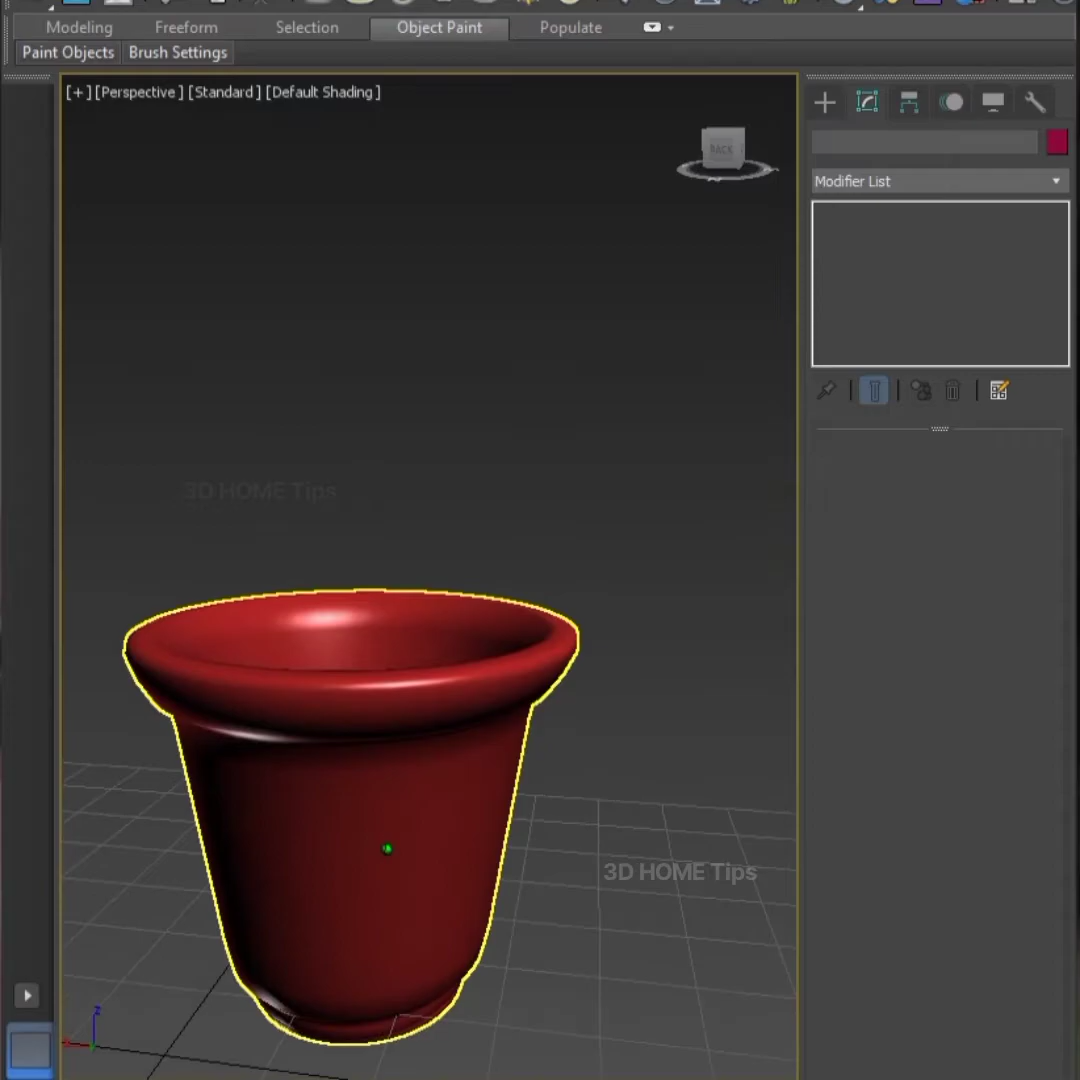 Modeling Freeform Selection Object Paint Populate
Paint Objects Brush Settings
[+] [Perspective] [Standard] [Default Shading]
BACK
Modifier List
3D HOME Tips
3D HOME Tips
z
x